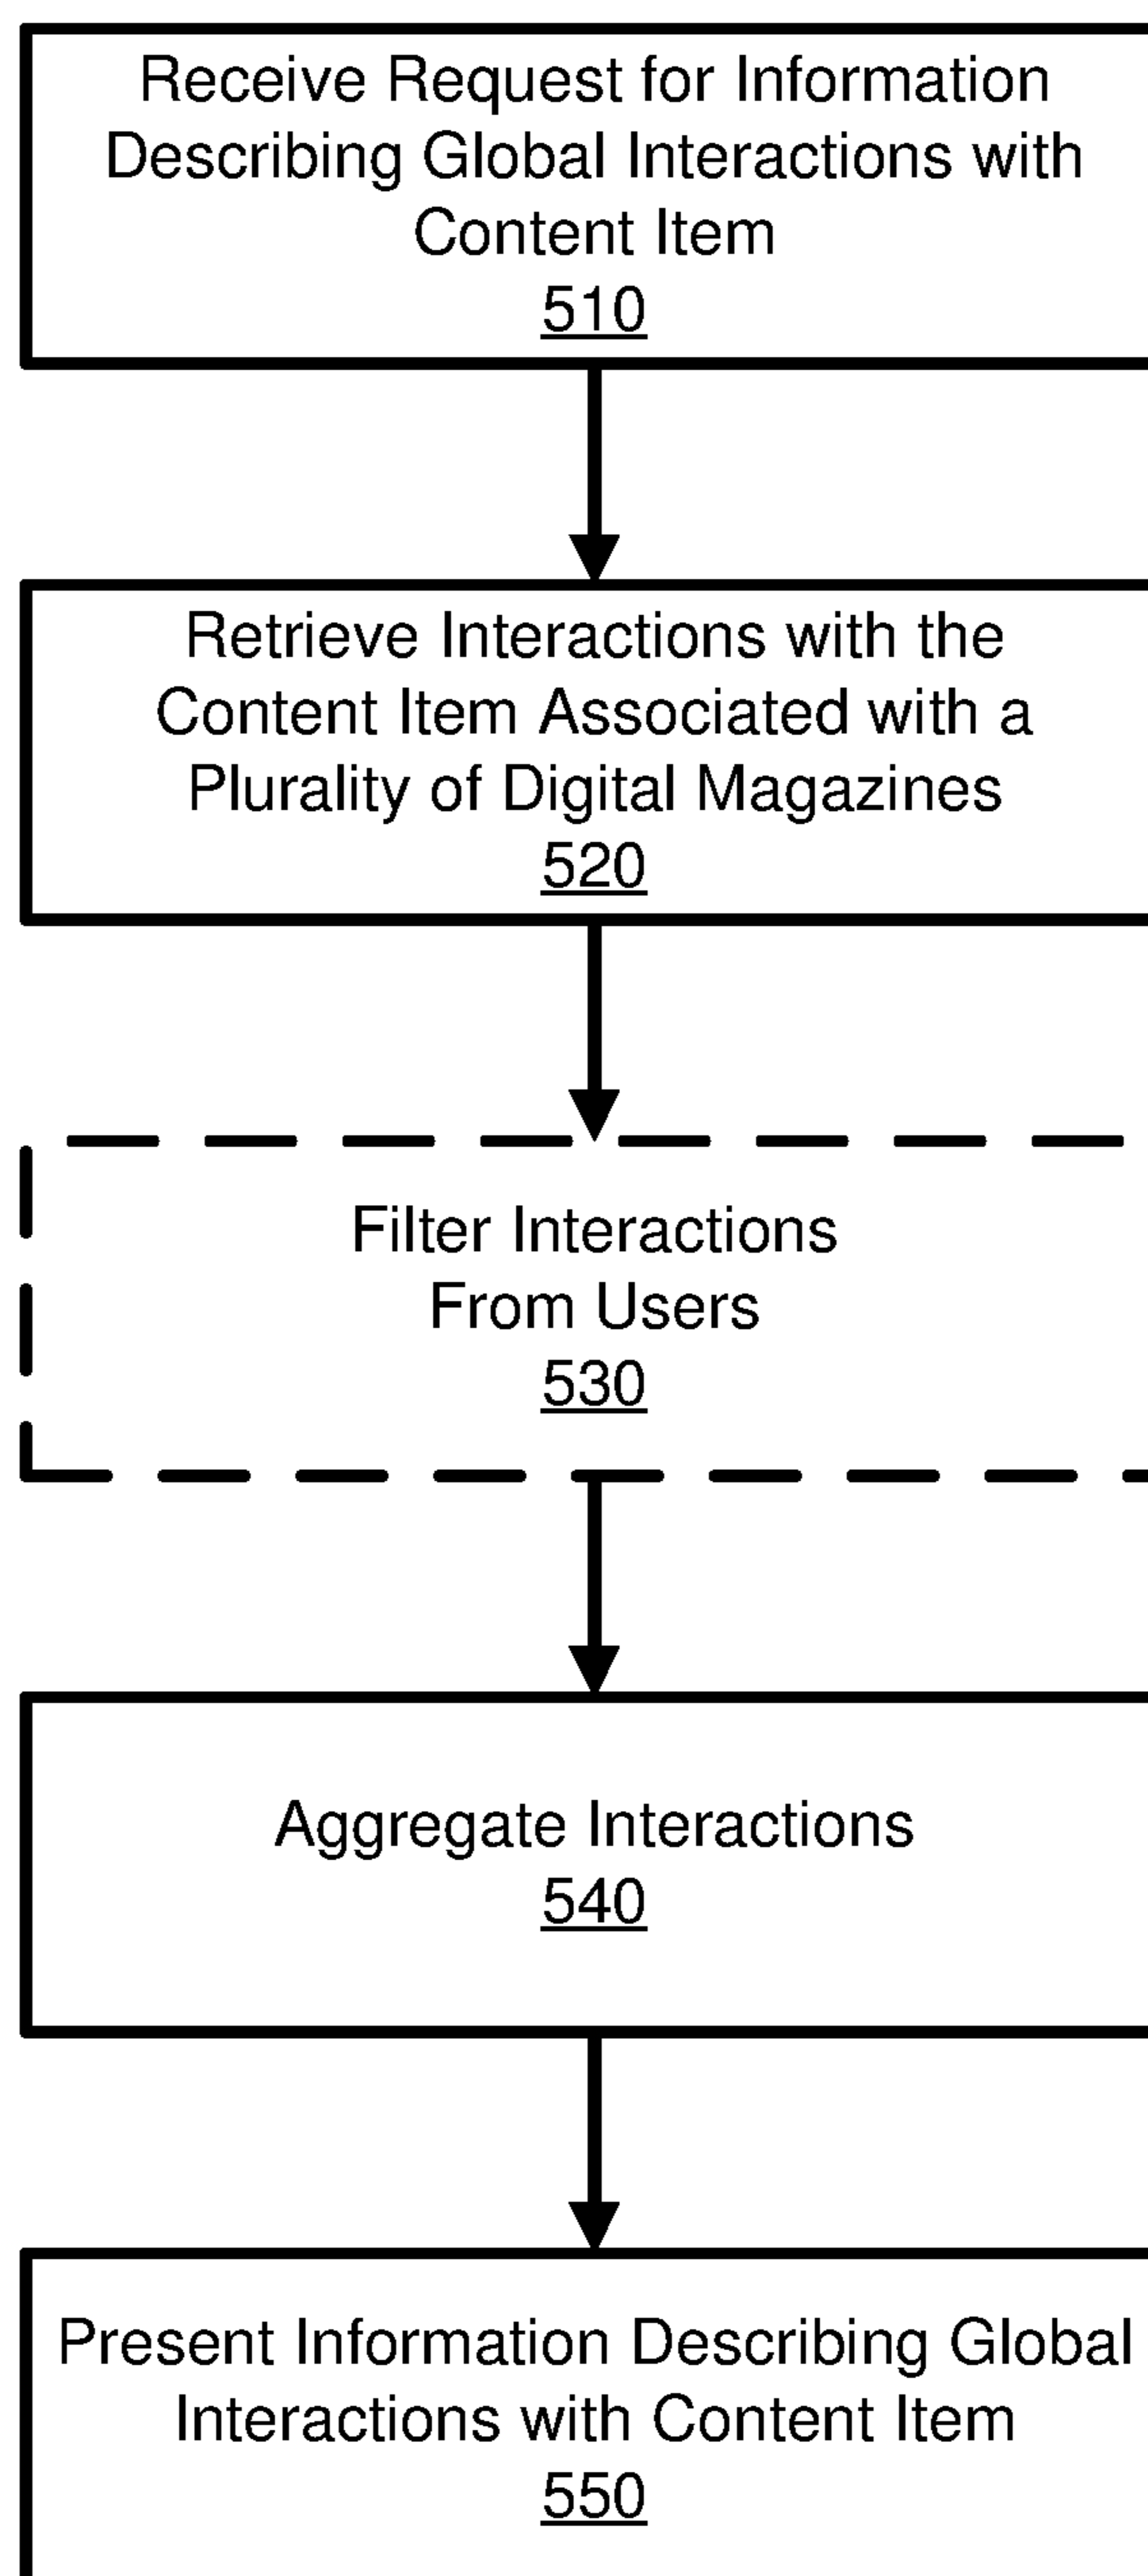 Receive Request for Information
Describing Global Interactions with
Content Item
510
Retrieve Interactions with the
Content Item Associated with a
Plurality of Digital Magazines
520
Filter Interactions
From Users
530
Aggregate Interactions
540
Present Information Describing Global
Interactions with Content Item
550